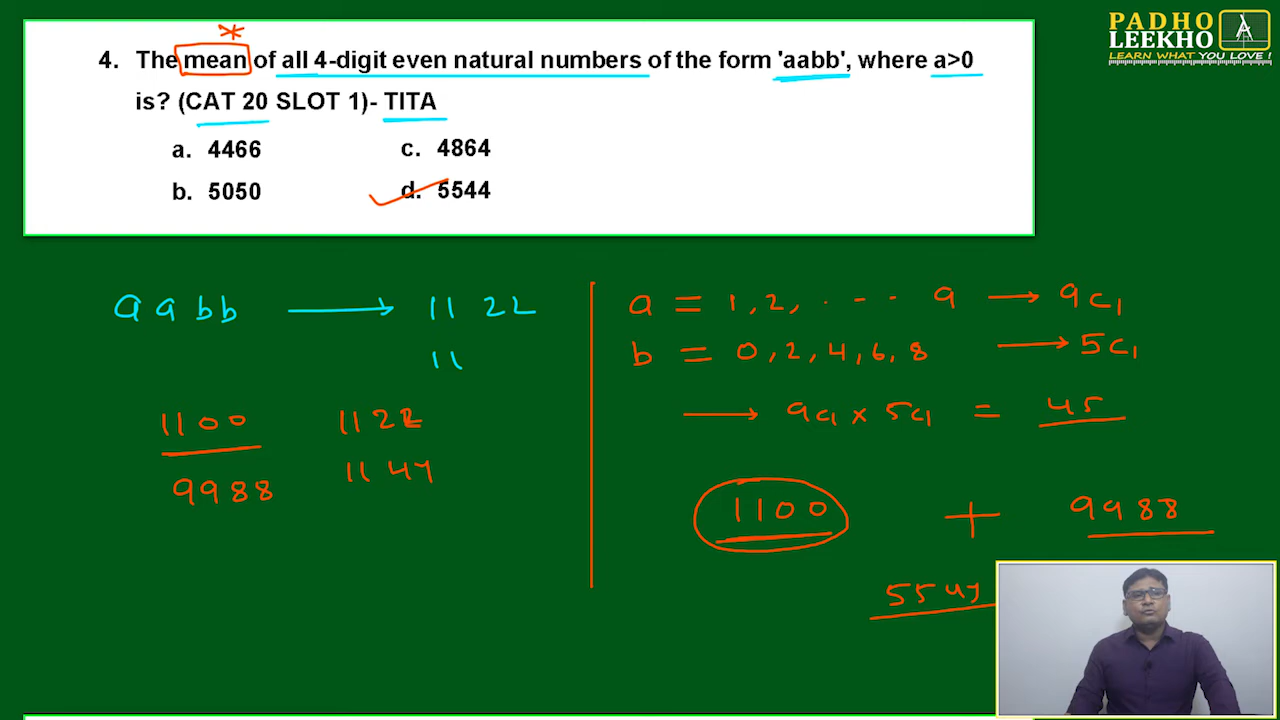 PADHO
LEEKHO
LEARN WHAT YOU LOVE!
4. The mean of all 4-digit even natural numbers of the form 'aabb', where a>0
is? (CAT 20 SLOT 1)- TITA
a. 4466
c. 4864
b. 5050
d. 5544
aabb → 1122
11
1100
1122
9988
1144
a = 1,2, . - - - 9 → 9C1
b = 0,2,4,6,8 → 5C1
→ 9C1 × 5C1 = 45
1100 + 9988
5544